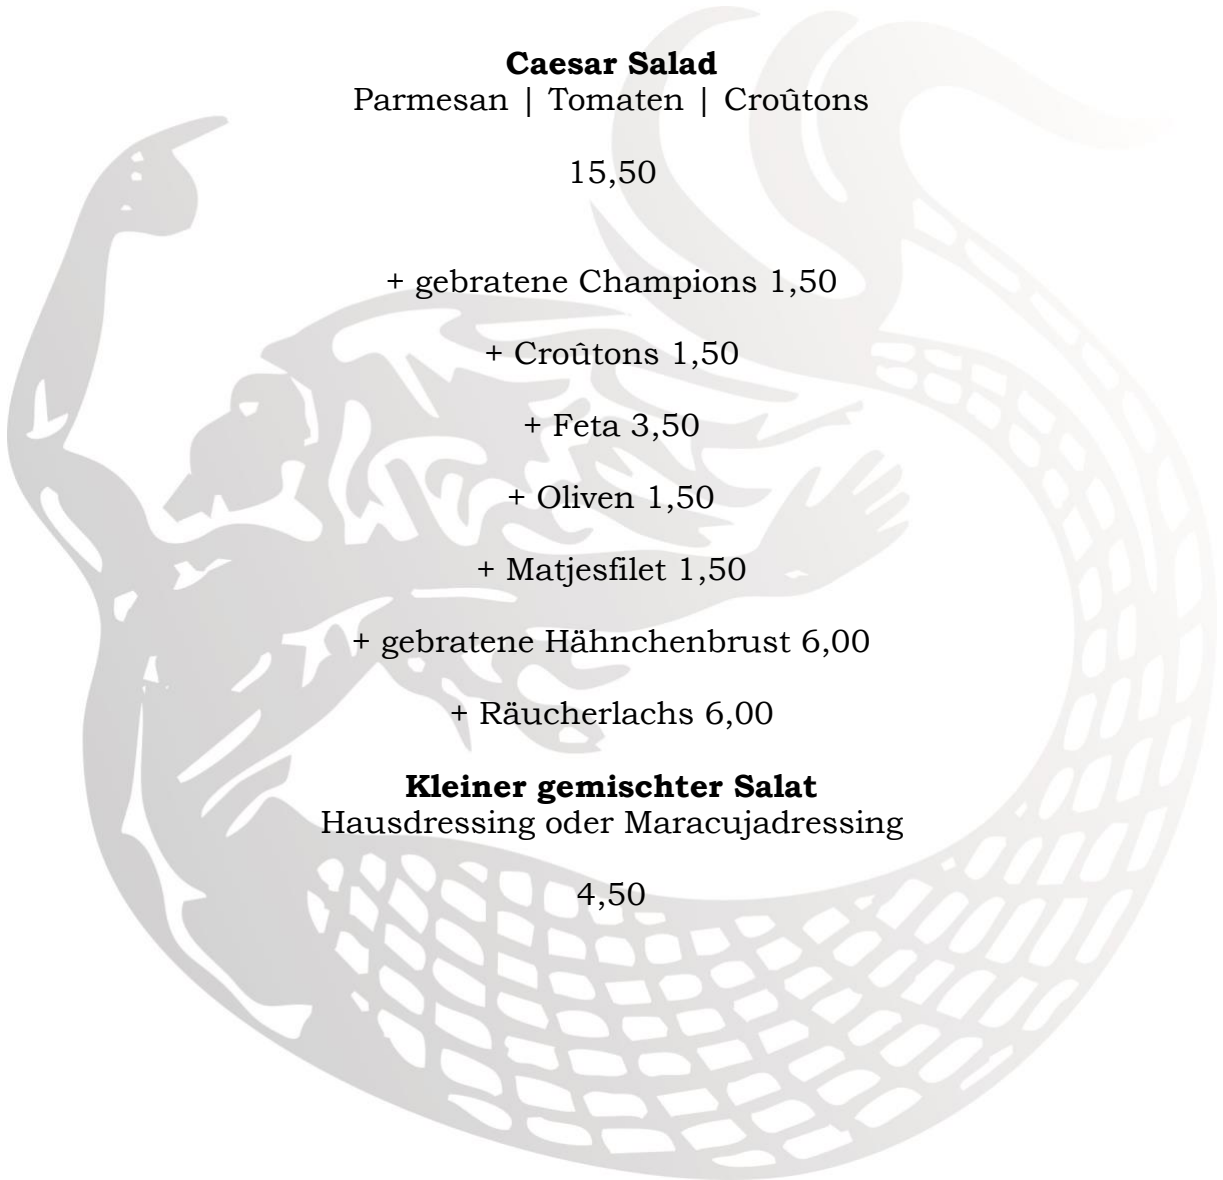 Caesar Salad
Parmesan | Tomaten | Croûtons
15,50
+ gebratene Champions 1,50
+ Croûtons 1,50
+ Feta 3,50
+ Oliven 1,50
+ Matjesfilet 1,50
+ gebratene Hähnchenbrust 6,00
+ Räucherlachs 6,00
Kleiner gemischter Salat
Hausdressing oder Maracujadressing
4,50